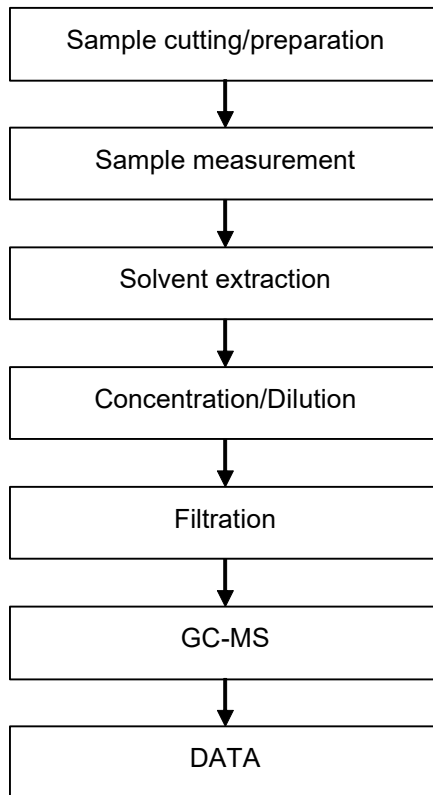 Sample cutting/preparation
Sample measurement
Solvent extraction
Concentration/Dilution
Filtration
GC-MS
DATA